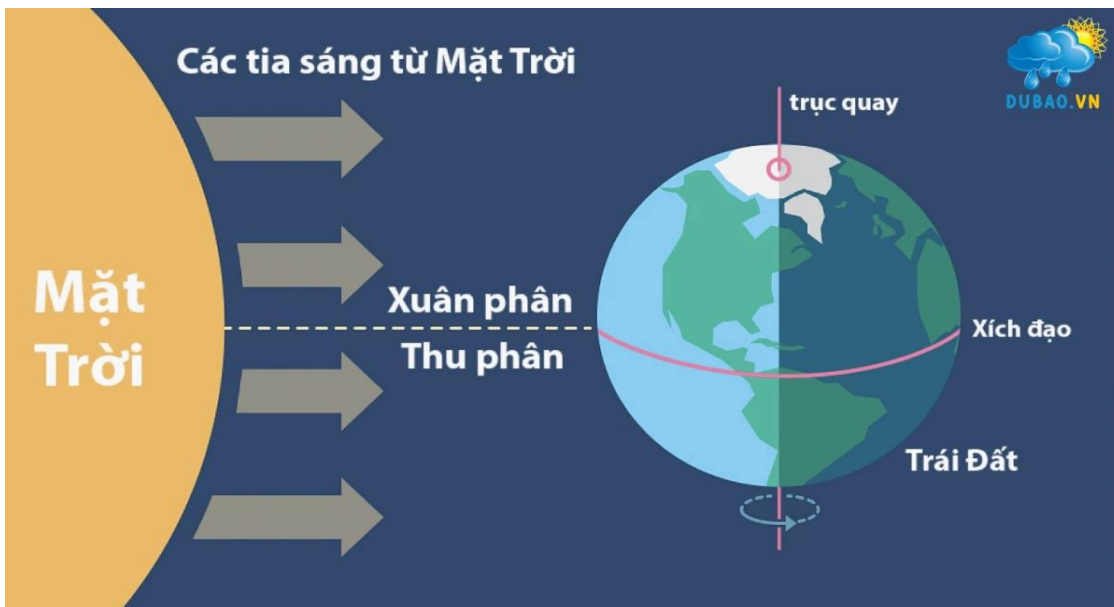 Các tia sáng từ Mặt Trời
DUBAO.VN
trục quay
Mặt
Trời
Xuân phân
Thu phân
Xích đạo
Trái Đất